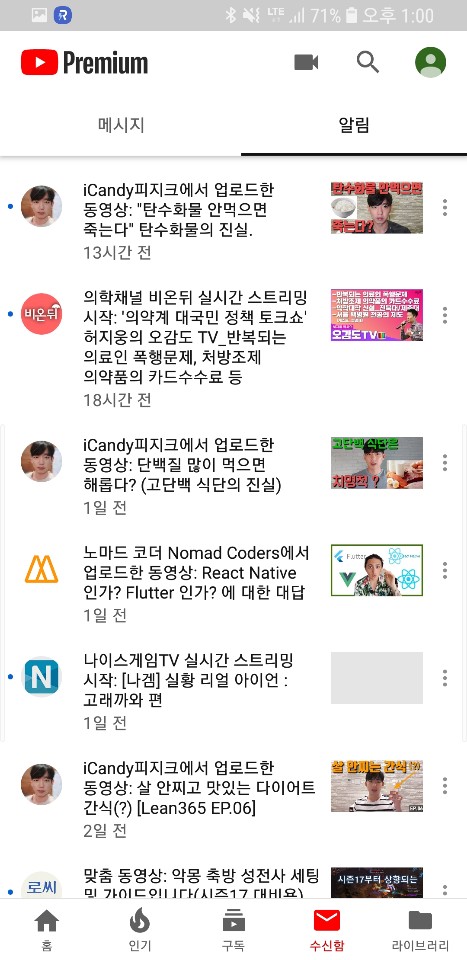 LTE 71% 오후 1:00
Premium
메시지 알림
iCandy피지크에서 업로드한
동영상: "탄수화물 안먹으면
죽는다" 탄수화물의 진실.
13시간 전
탄수화물 안먹으면
죽는다?
의학채널 비온뒤 실시간 스트리밍
시작: '의약계 대국민 정책 토크쇼'
허지웅의 오감도 TV_반복되는
의료인 폭행문제, 처방조제
의약품의 카드수수료 등
18시간 전
비온뒤
오감도TV
iCandy피지크에서 업로드한
동영상: 단백질 많이 먹으면
해롭다? (고단백 식단의 진실)
1일 전
고단백 식단은
치명적?
노마드 코더 Nomad Coders에서
업로드한 동영상: React Native
인가? Flutter 인가? 에 대한 대답
1일 전
Flutter
N
나이스게임TV 실시간 스트리밍
시작: [나겜] 실황 리얼 아이언 :
고래까와 편
1일 전
iCandy피지크에서 업로드한
동영상: 살 안찌고 맛있는 다이어트
간식(?) [Lean365 EP.06]
2일 전
살 안찌는 간식(?)
로씨
맞춤 동영상: 악몽 축방 성전사 세팅
및 가이드입니다(시즌17 대비용)
시즌17부터 상향되는
홈 인기 구독 수신함 라이브러리